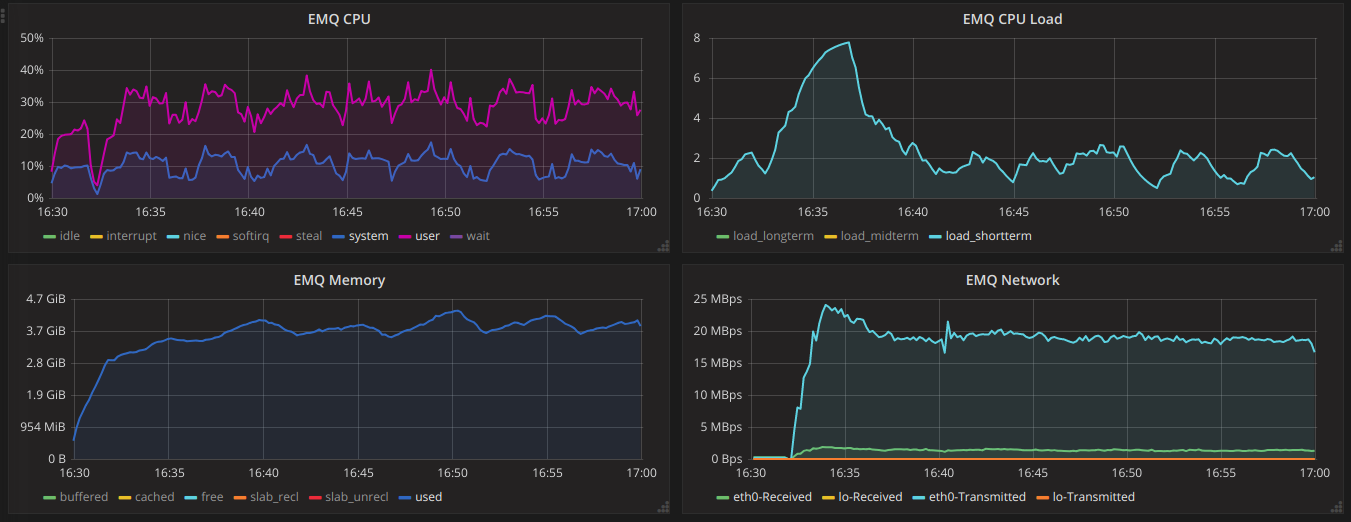 EMQ CPU
50%
40%
30%
20%
10%
0%
16:30 16:35 16:40 16:45 16:50 16:55 17:00
idle interrupt nice softirq steal system user wait
EMQ CPU Load
8
6
4
2
0
16:30 16:35 16:40 16:45 16:50 16:55 17:00
load_longterm load_midterm load_shortterm
EMQ Memory
4.7 GiB
3.7 GiB
2.8 GiB
1.9 GiB
954 MiB
0 B
16:30 16:35 16:40 16:45 16:50 16:55 17:00
buffered cached free slab_recl slab_unrecl used
EMQ Network
25 MBps
20 MBps
15 MBps
10 MBps
5 MBps
0 Bps
16:30 16:35 16:40 16:45 16:50 16:55 17:00
eth0-Received lo-Received eth0-Transmitted lo-Transmitted